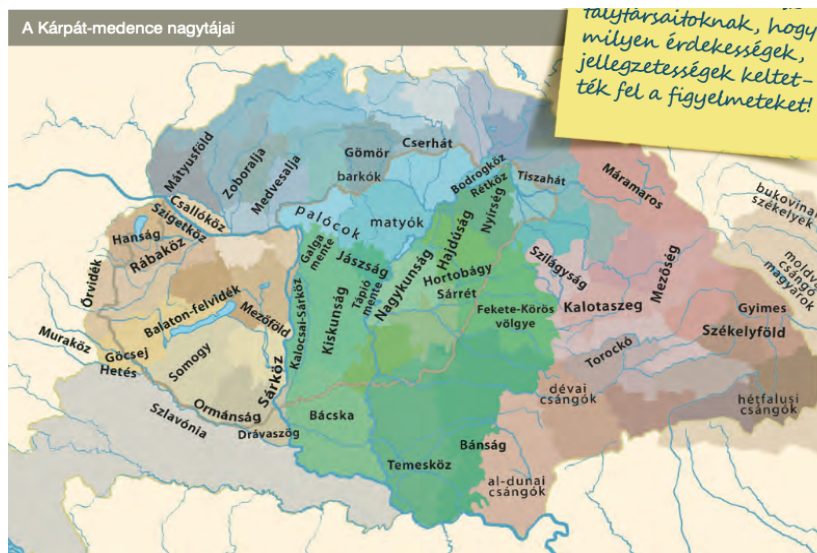 A Kárpát-medence nagytájai
társaitoknak, hogy
milyen érdekességek,
jellegzetességek keltet-
ték fel a figyelmeteket!
Mátyusföld
Zoboralja
Medvesalja
Gömör
barkók
Cserhát
Bodrogköz
Rétköz
Nyírség
Tiszahát
Máramaros
bukovinai
székelyek
moldvai
csángó
magyarok
Csallóköz
Szigetköz
Hanság
Rábaköz
Őrvidék
palócok
matyók
Galga
mente
Jászság
Tápió
mente
Hajdúság
Nagykunság
Hortobágy
Sárrét
Szilágyság
Kalotaszeg
Mezőség
Gyimes
Székelyföld
Balaton-felvidék
Mezőföld
Kalocsai-Sárköz
Kiskunság
Fekete-Körös
völgye
Torockó
Muraköz
Göcsej
Hetés
Somogy
Sárköz
dévai
csángók
hétfalusi
csángók
Szlavónia
Ormánság
Drávaszög
Bácska
Bánság
Temesköz
al-dunai
csángók